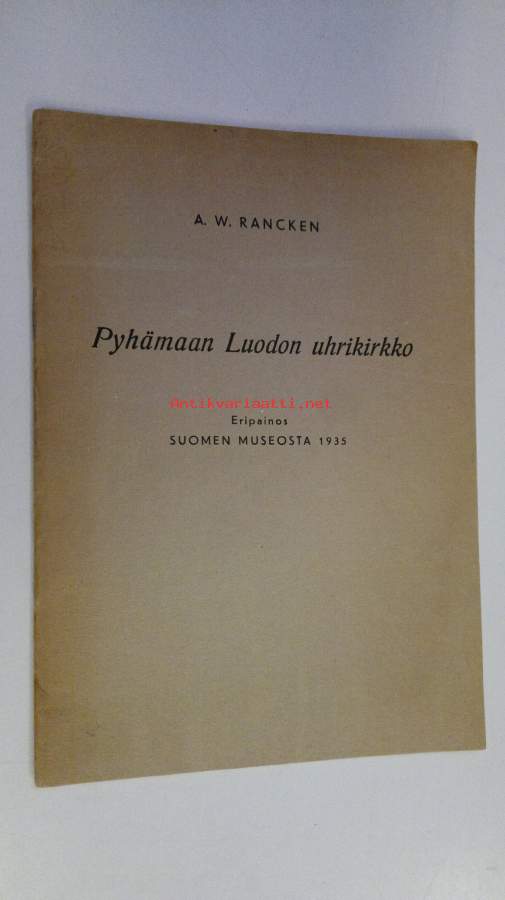 A. W. RANCKEN
Pyhämaan Luodon uhrikirkko
Antikvariaatti.net
Eripainos
SUOMEN MUSEOSTA 1935